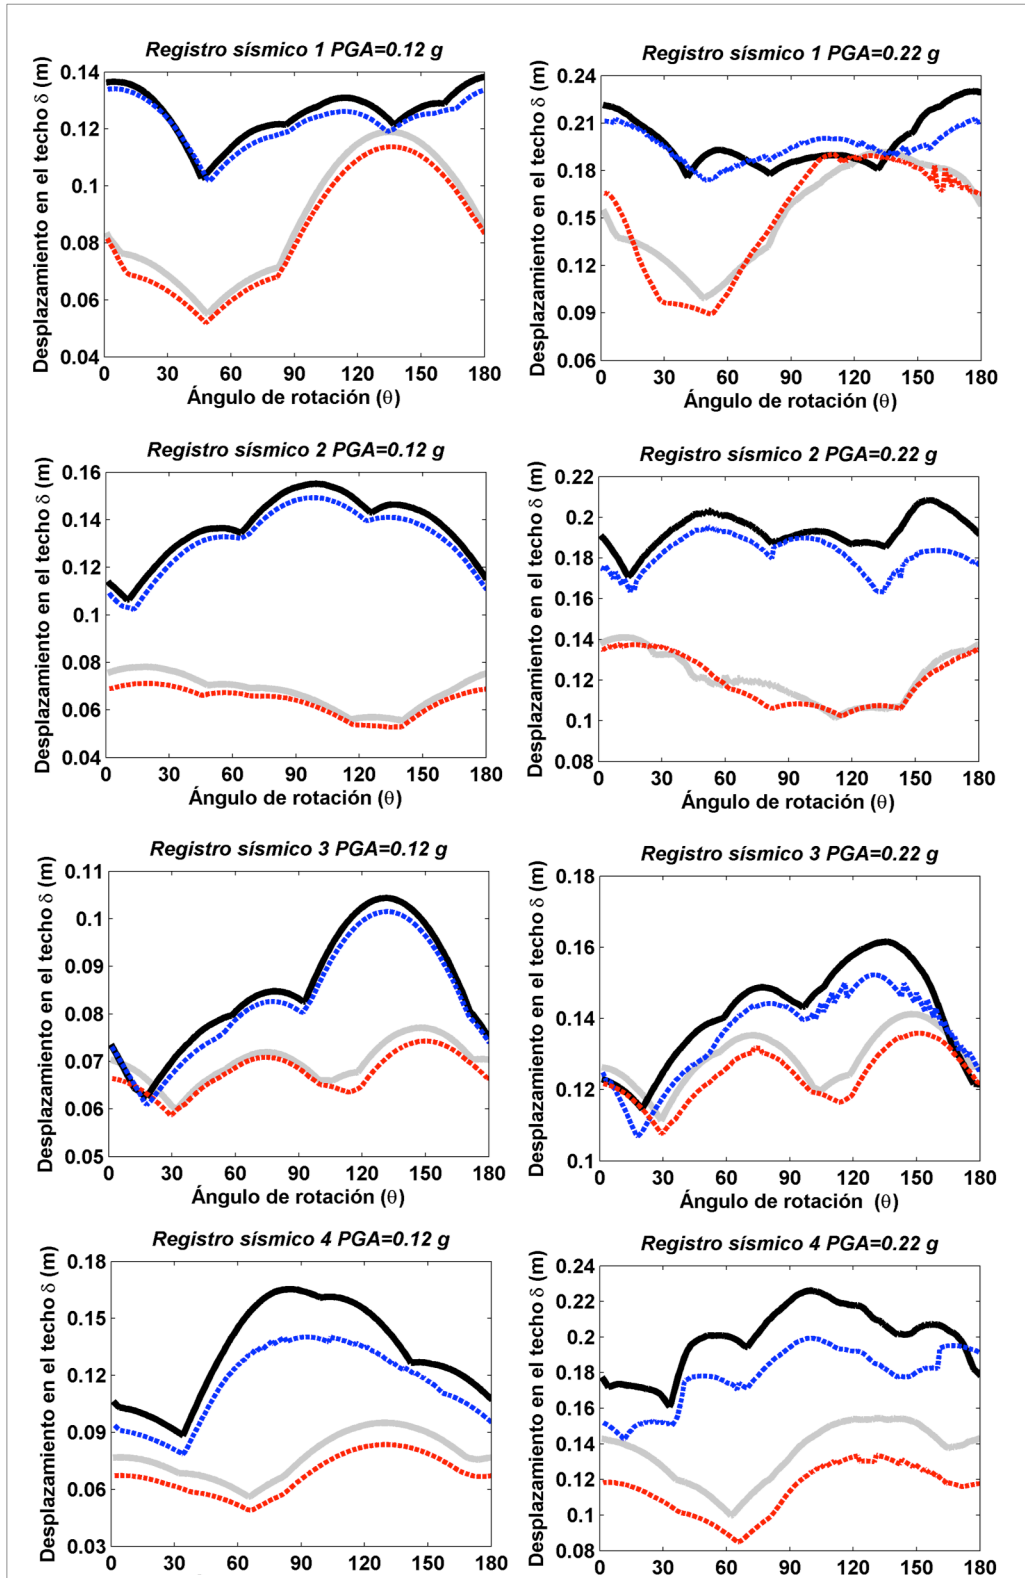 Registro sísmico 1 PGA=0.12 g
Desplazamiento en el techo δ (m)
0.14
0.12
0.1
0.08
0.06
0.04
0 30 60 90 120 150 180
Ángulo de rotación (θ)
Registro sísmico 1 PGA=0.22 g
Desplazamiento en el techo δ (m)
0.24
0.21
0.18
0.15
0.12
0.09
0.06
0 30 60 90 120 150 180
Ángulo de rotación (θ)
Registro sísmico 2 PGA=0.12 g
Desplazamiento en el techo δ (m)
0.16
0.14
0.12
0.1
0.08
0.06
0.04
0 30 60 90 120 150 180
Ángulo de rotación (θ)
Registro sísmico 2 PGA=0.22 g
Desplazamiento en el techo δ (m)
0.22
0.2
0.18
0.16
0.14
0.12
0.1
0.08
0 30 60 90 120 150 180
Ángulo de rotación (θ)
Registro sísmico 3 PGA=0.12 g
Desplazamiento en el techo δ (m)
0.11
0.1
0.09
0.08
0.07
0.06
0.05
0 30 60 90 120 150 180
Ángulo de rotación (θ)
Registro sísmico 3 PGA=0.22 g
Desplazamiento en el techo δ (m)
0.18
0.16
0.14
0.12
0.1
0 30 60 90 120 150 180
Ángulo de rotación (θ)
Registro sísmico 4 PGA=0.12 g
Desplazamiento en el techo δ (m)
0.18
0.15
0.12
0.09
0.06
0.03
0 30 60 90 120 150 180
Registro sísmico 4 PGA=0.22 g
Desplazamiento en el techo δ (m)
0.24
0.22
0.2
0.18
0.16
0.14
0.12
0.1
0.08
0 30 60 90 120 150 180